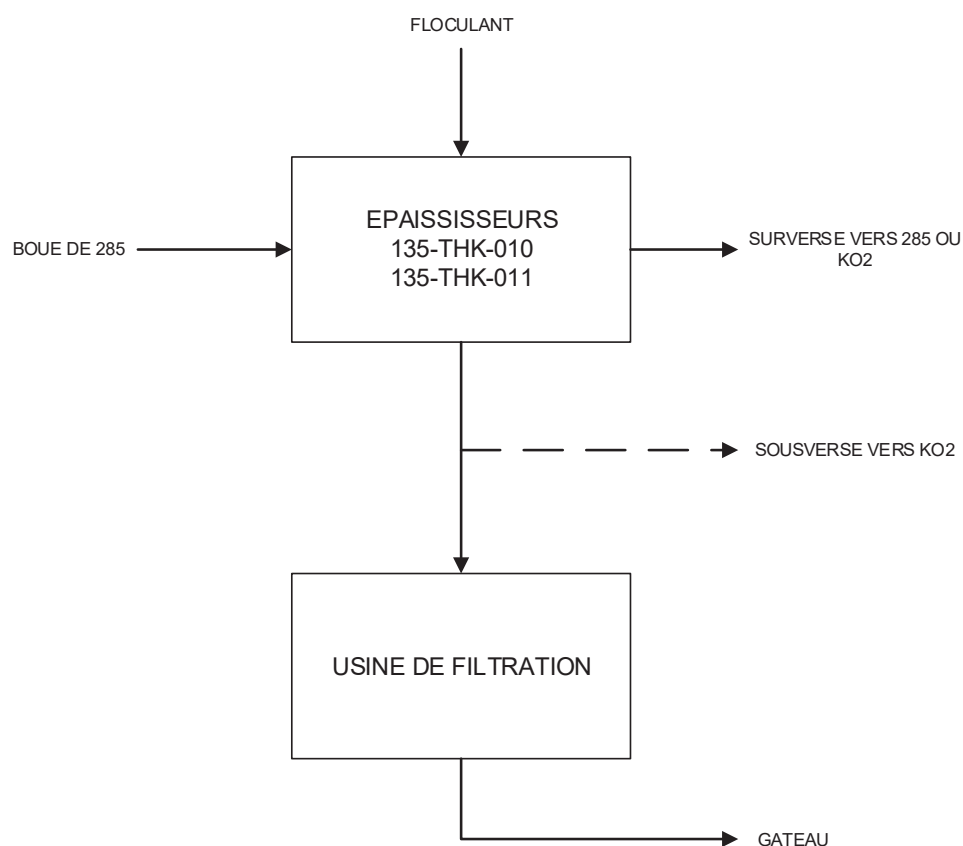 FLOCULANT
EPAISSISSEURS
135-THK-010
135-THK-011
BOUE DE 285
SURVERSE VERS 285 OU
KO2
SOUSVERSE VERS KO2
USINE DE FILTRATION
GATEAU